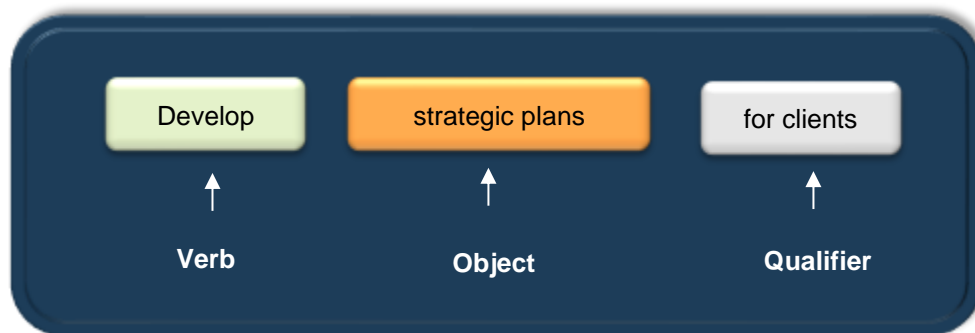 Develop strategic plans for clients
Verb Object Qualifier